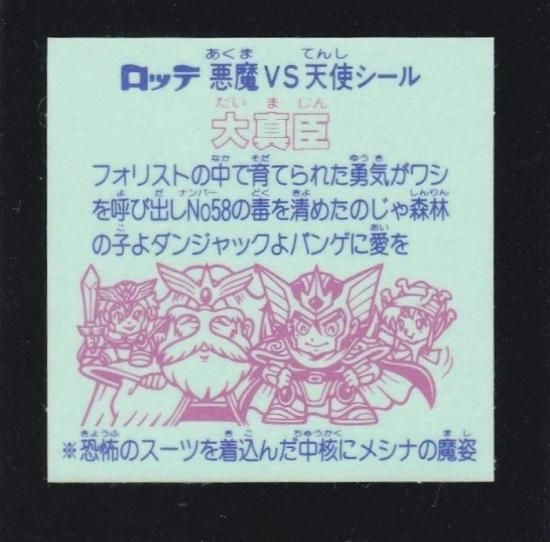 ロッテ 悪魔VS天使シール
大真臣
フォリストの中で育てられた勇気がワシ
を呼び出しNo58の毒を清めたのじゃ森林
の子よダンジャックよパンゲに愛を
※恐怖のスーツを着込んだ中核にメシナの魔姿